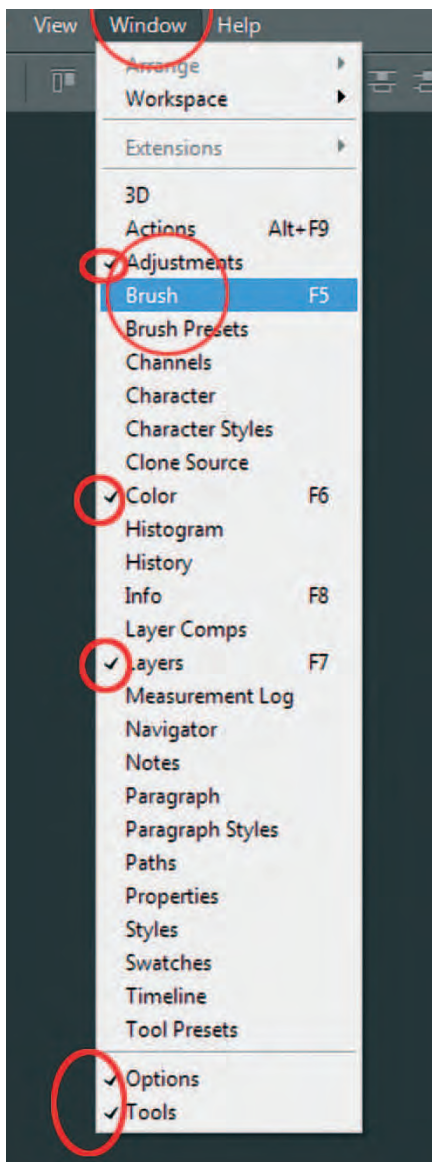 View Window Help
Arrange
Workspace
Extensions
3D
Actions Alt+F9
Adjustments
Brush F5
Brush Presets
Channels
Character
Character Styles
Clone Source
Color F6
Histogram
History
Info F8
Layer Comps
Layers F7
Measurement Log
Navigator
Notes
Paragraph
Paragraph Styles
Paths
Properties
Styles
Swatches
Timeline
Tool Presets
Options
Tools